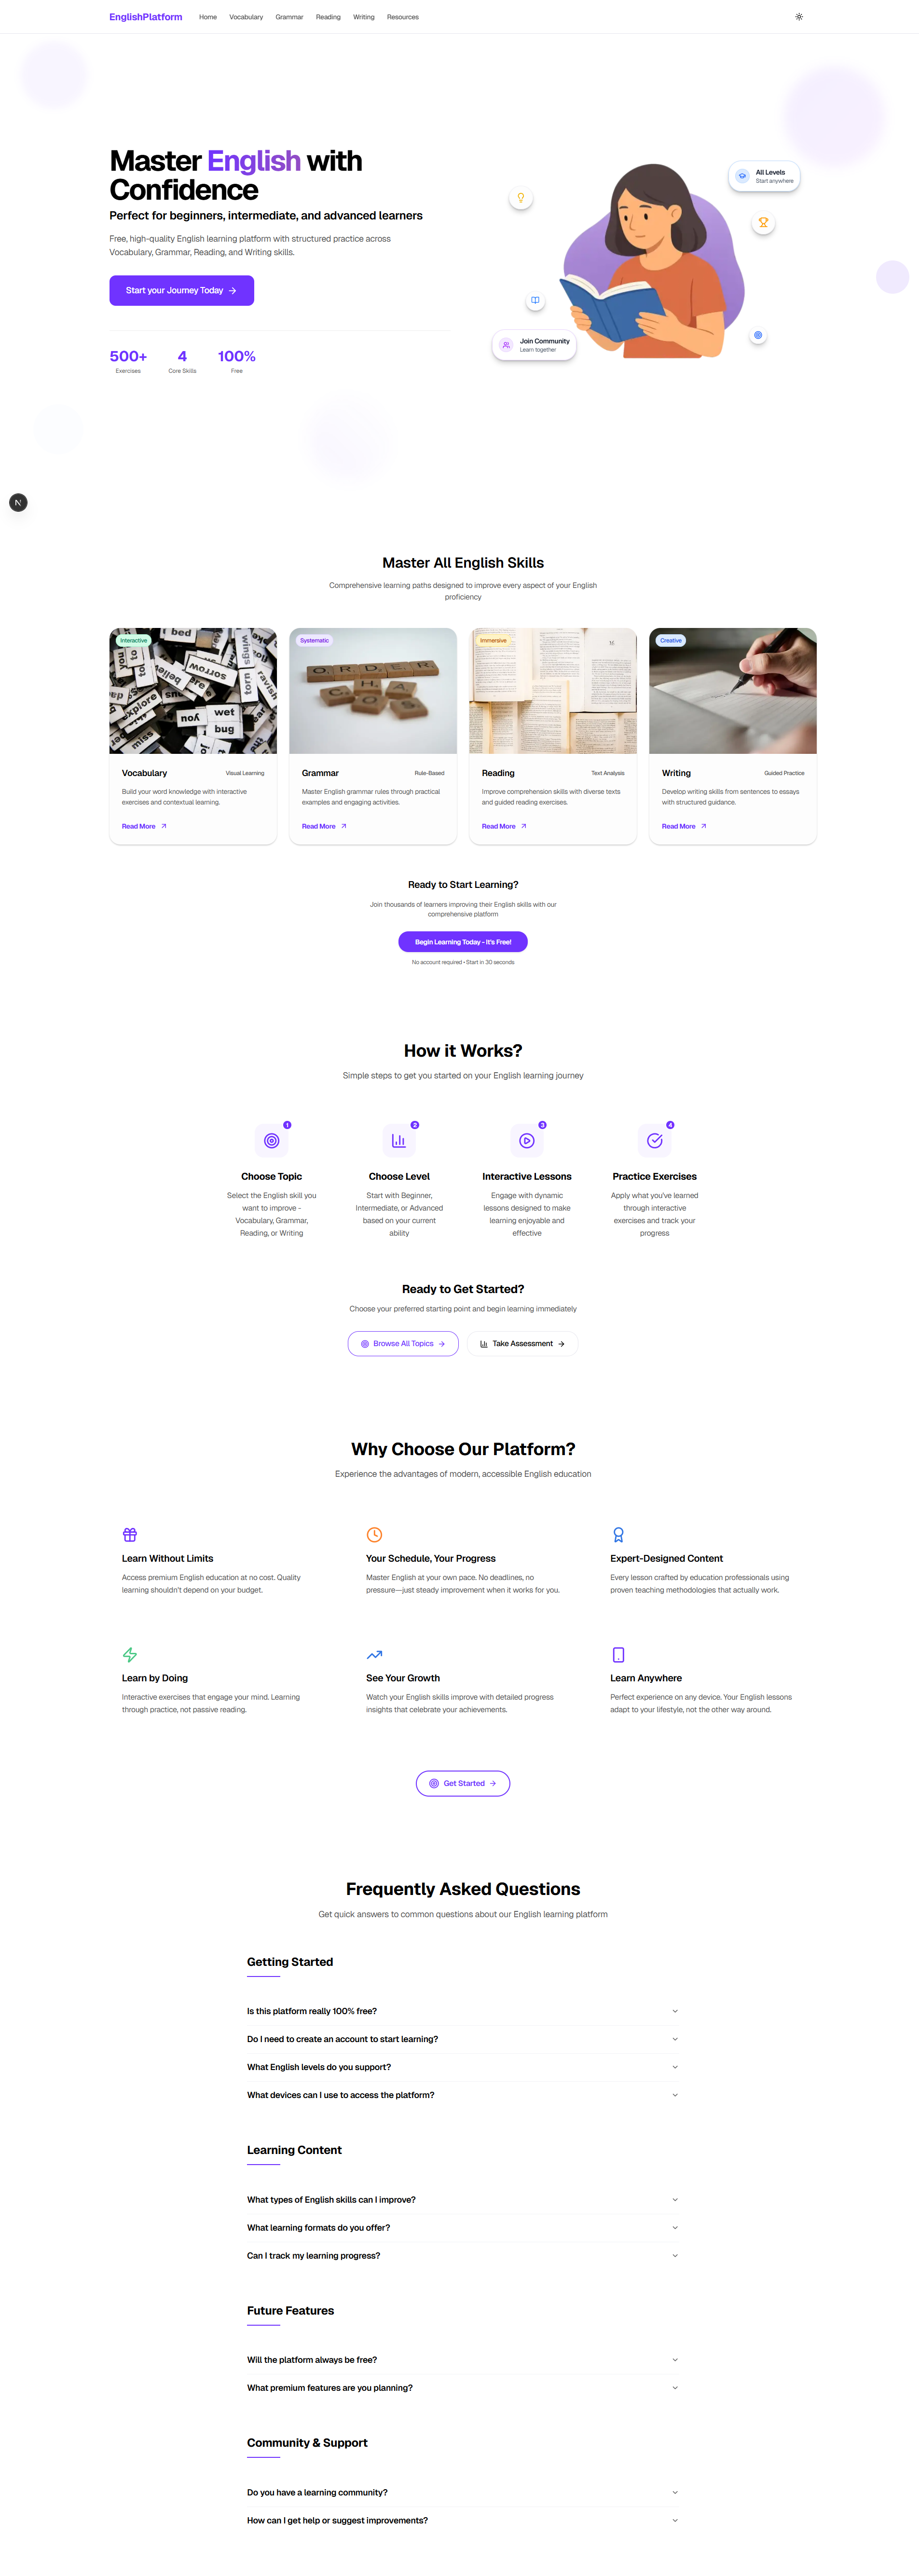 EnglishPlatform
Home
Vocabulary
Grammar
Reading
Writing
Resources
Master English with
Confidence
Perfect for beginners, intermediate, and advanced learners
Free, high-quality English learning platform with structured practice across
Vocabulary, Grammar, Reading, and Writing skills.
Start your Journey Today
500+
Exercises
4
Core Skills
100%
Free
All Levels
Start anywhere
Join Community
Learn together
N
Master All English Skills
Comprehensive learning paths designed to improve every aspect of your English
proficiency
Interactive
bed
sorrow
torn
explore
miss
you
wet
bug
Vocabulary
Visual Learning
Build your word knowledge with interactive
exercises and contextual learning.
Read More
Systematic
ORDER
CHAOS
Grammar
Rule-Based
Master English grammar rules through practical
examples and engaging activities.
Read More
Immersive
Reading
Text Analysis
Improve comprehension skills with diverse texts
and guided reading exercises.
Read More
Creative
Writing
Guided Practice
Develop writing skills from sentences to essays
with structured guidance.
Read More
Ready to Start Learning?
Join thousands of learners improving their English skills with our
comprehensive platform
Begin Learning Today - It's Free!
No account required • Start in 30 seconds
How it Works?
Simple steps to get you started on your English learning journey
1
Choose Topic
Select the English skill you
want to improve -
Vocabulary, Grammar,
Reading, or Writing
2
Choose Level
Start with Beginner,
Intermediate, or Advanced
based on your current
ability
3
Interactive Lessons
Engage with dynamic
lessons designed to make
learning enjoyable and
effective
4
Practice Exercises
Apply what you've learned
through interactive
exercises and track your
progress
Ready to Get Started?
Choose your preferred starting point and begin learning immediately
Browse All Topics
Take Assessment
Why Choose Our Platform?
Experience the advantages of modern, accessible English education
Learn Without Limits
Access premium English education at no cost. Quality
learning shouldn't depend on your budget.
Your Schedule, Your Progress
Master English at your own pace. No deadlines, no
pressure—just steady improvement when it works for you.
Expert-Designed Content
Every lesson crafted by education professionals using
proven teaching methodologies that actually work.
Learn by Doing
Interactive exercises that engage your mind. Learning
through practice, not passive reading.
See Your Growth
Watch your English skills improve with detailed progress
insights that celebrate your achievements.
Learn Anywhere
Perfect experience on any device. Your English lessons
adapt to your lifestyle, not the other way around.
Get Started
Frequently Asked Questions
Get quick answers to common questions about our English learning platform
Getting Started
Is this platform really 100% free?
Do I need to create an account to start learning?
What English levels do you support?
What devices can I use to access the platform?
Learning Content
What types of English skills can I improve?
What learning formats do you offer?
Can I track my learning progress?
Future Features
Will the platform always be free?
What premium features are you planning?
Community & Support
Do you have a learning community?
How can I get help or suggest improvements?